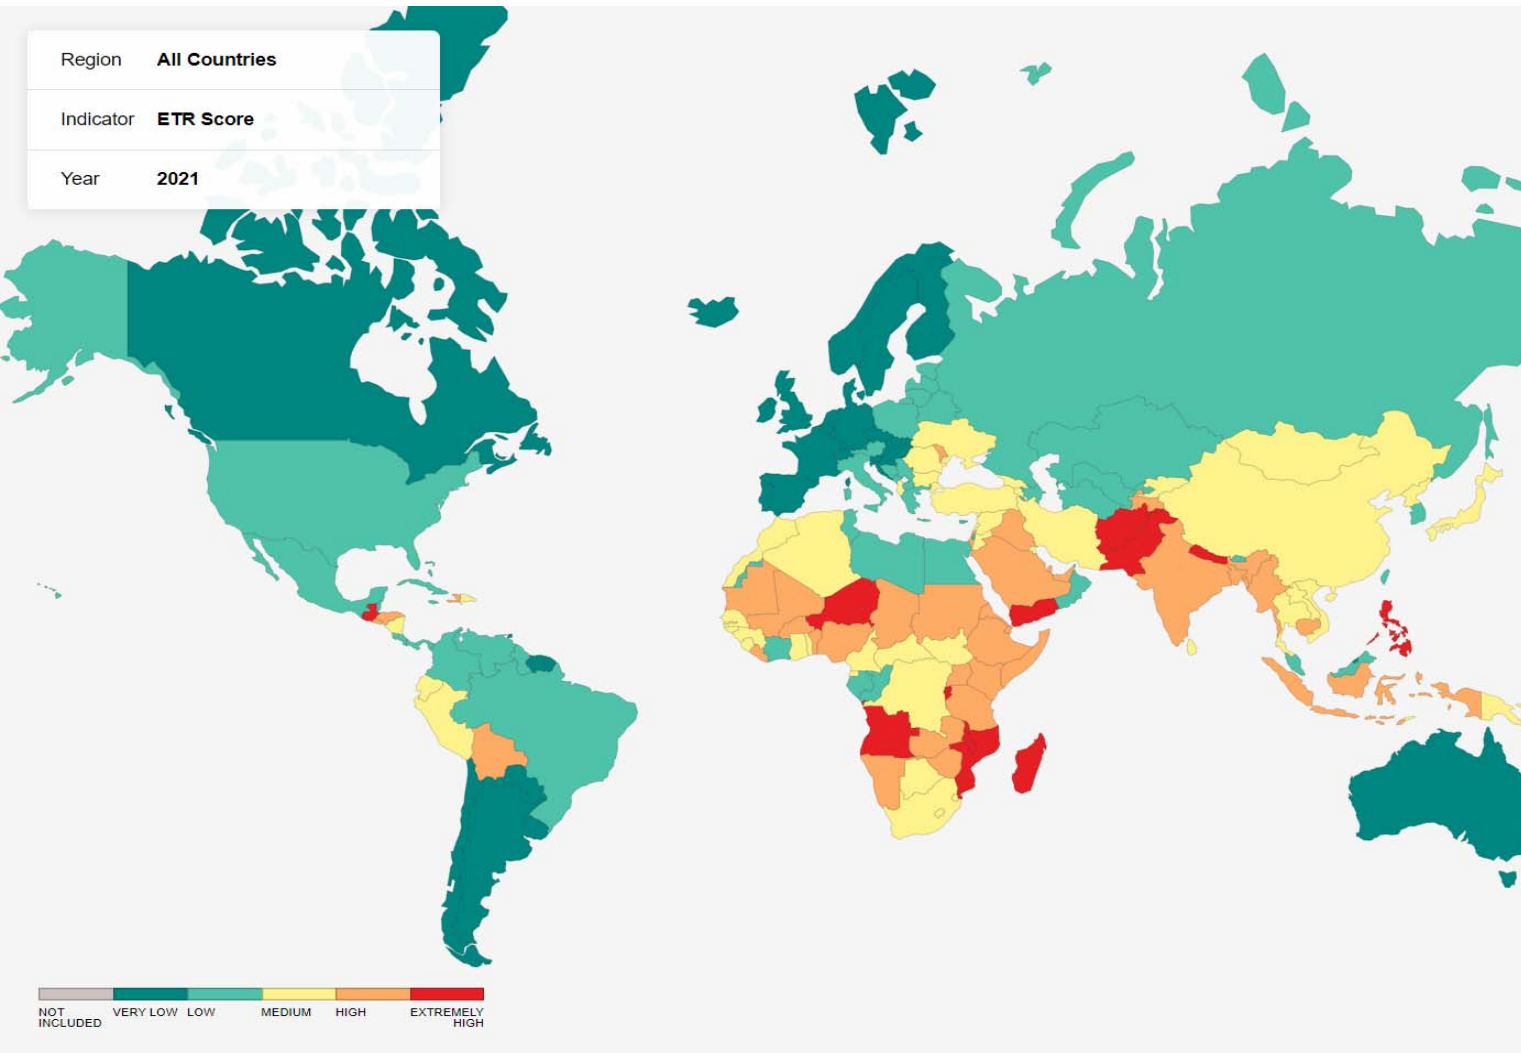 Region All Countries
Indicator ETR Score
Year 2021
NOT VERY LOW LOW MEDIUM HIGH EXTREMELY
INCLUDED HIGH